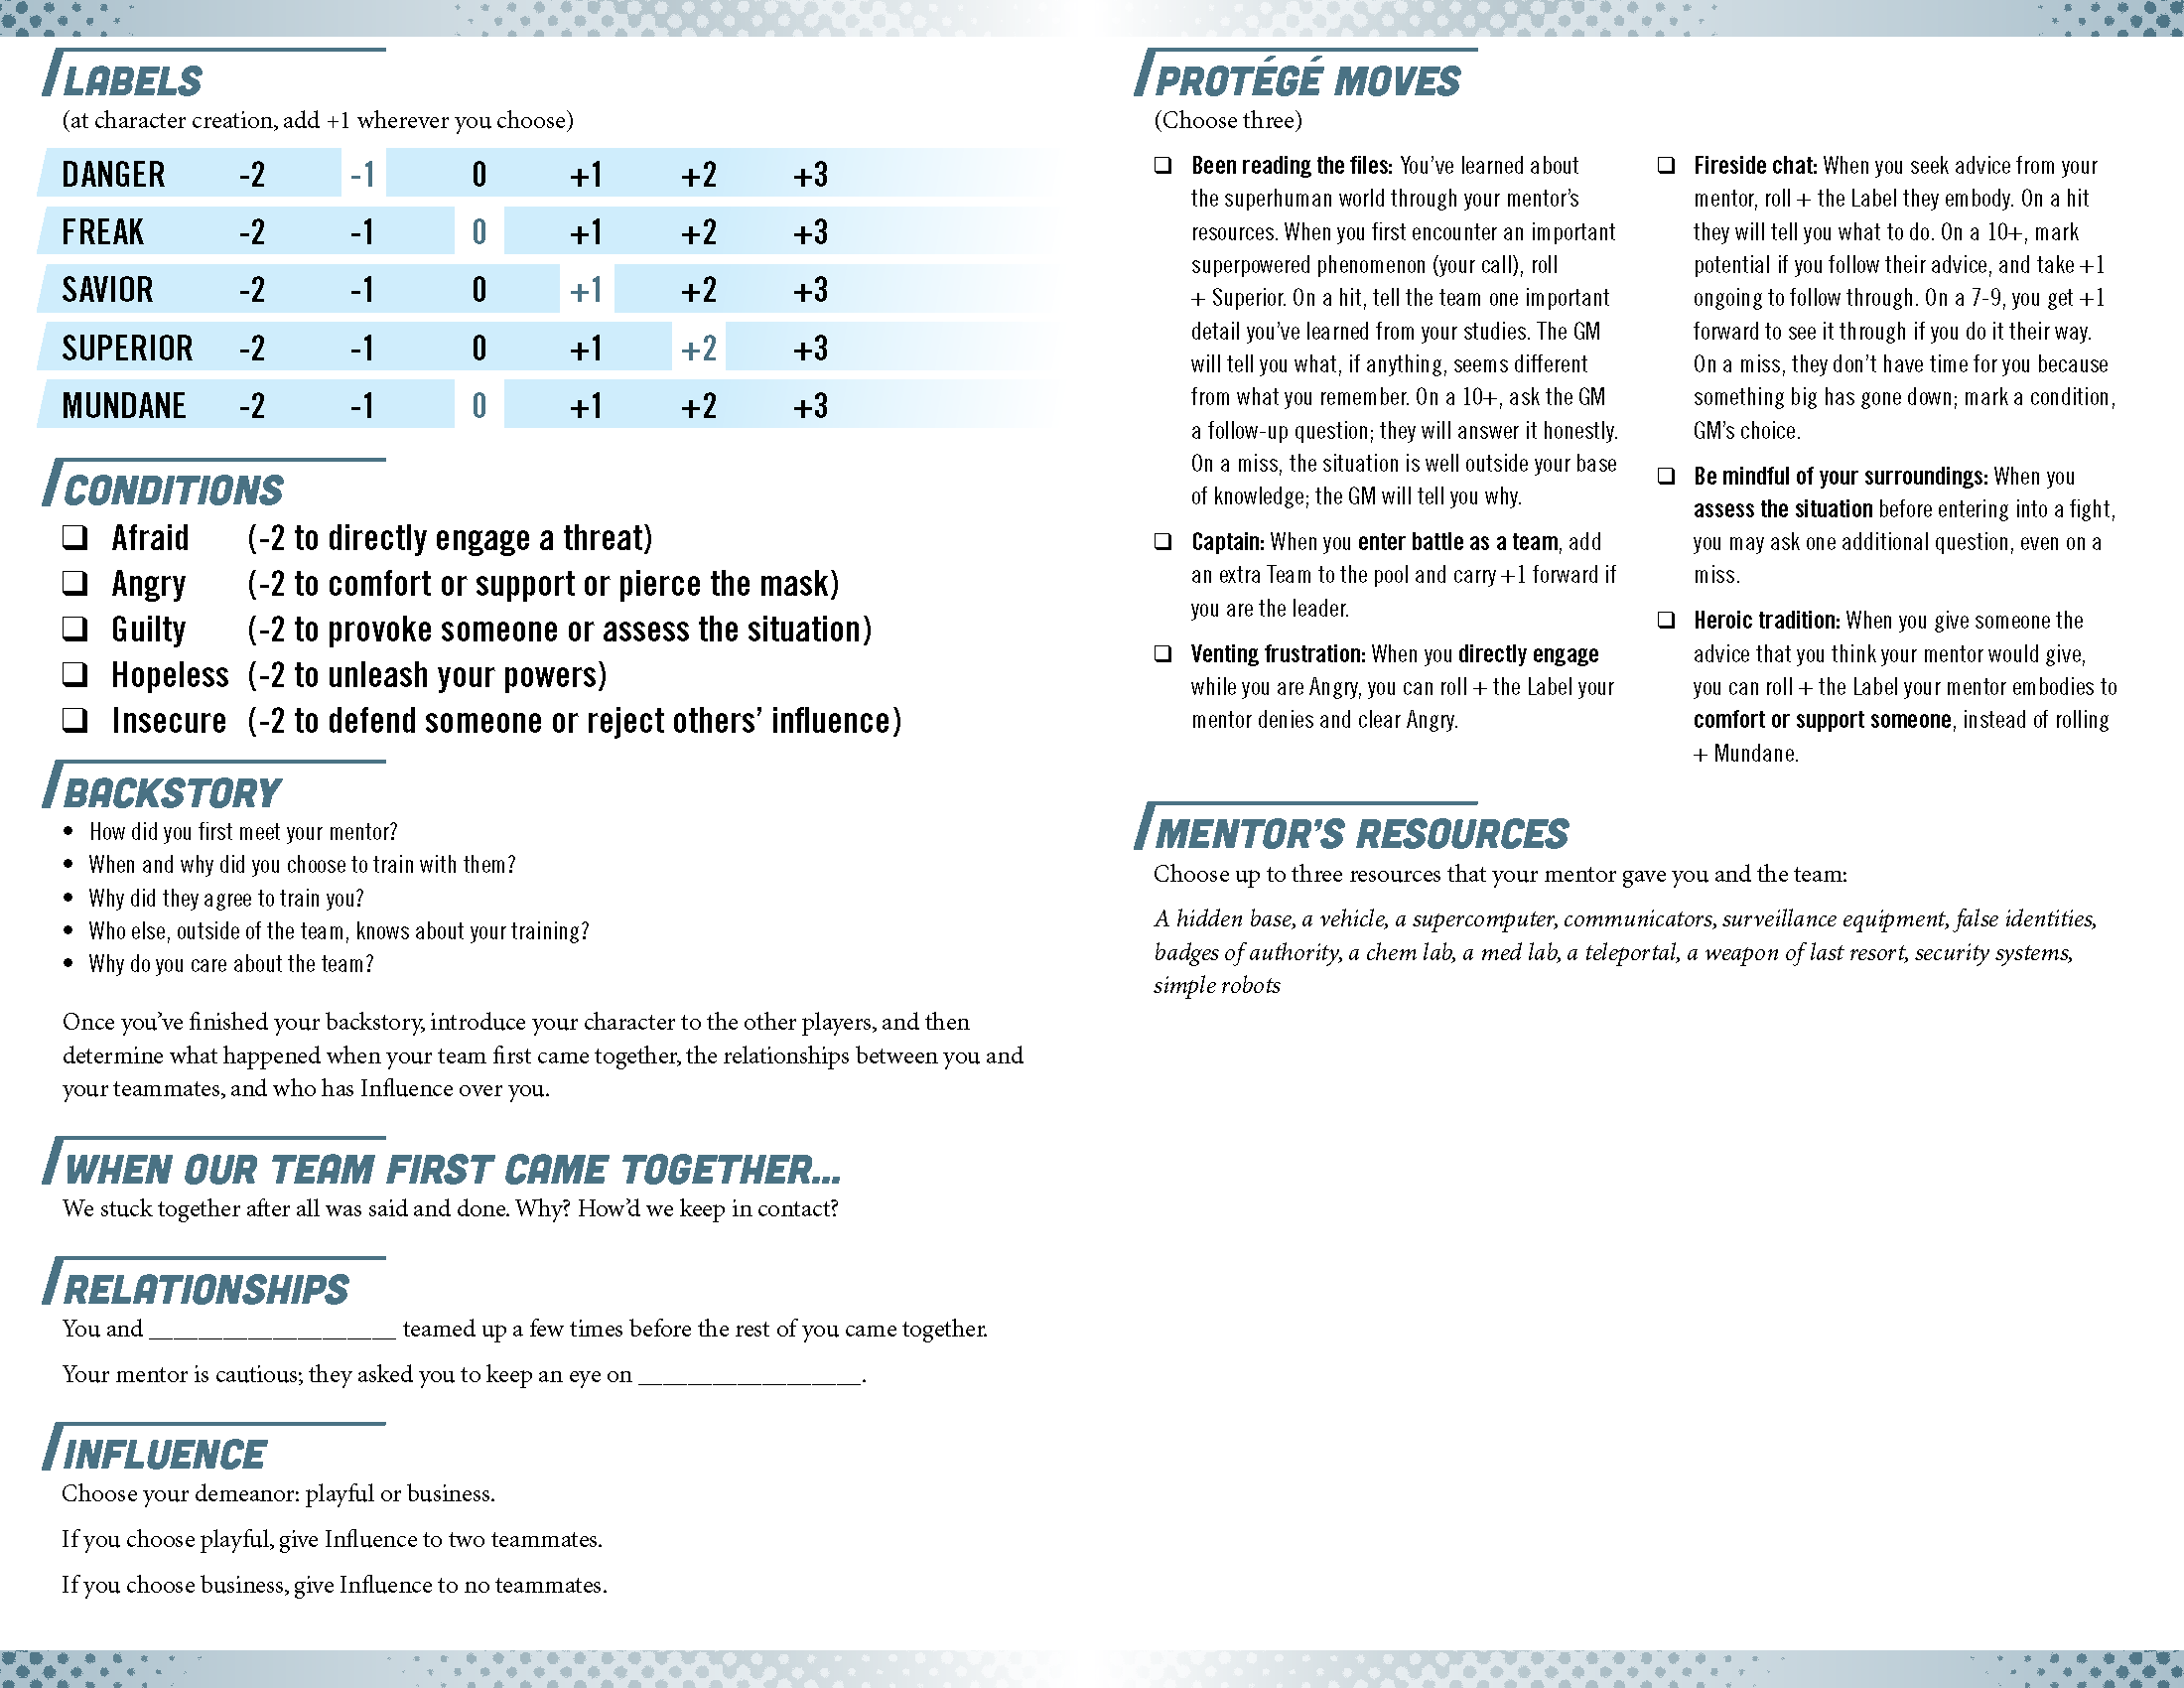 LABELS
(at character creation, add +1 wherever you choose)
DANGER -2 -1 0 +1 +2 +3
FREAK -2 -1 0 +1 +2 +3
SAVIOR -2 -1 0 +1 +2 +3
SUPERIOR -2 -1 0 +1 +2 +3
MUNDANE -2 -1 0 +1 +2 +3
CONDITIONS
❑ Afraid (-2 to directly engage a threat)
❑ Angry (-2 to comfort or support or pierce the mask)
❑ Guilty (-2 to provoke someone or assess the situation)
❑ Hopeless (-2 to unleash your powers)
❑ Insecure (-2 to defend someone or reject others’ influence)
BACKSTORY
• How did you first meet your mentor?
• When and why did you choose to train with them?
• Why did they agree to train you?
• Who else, outside of the team, knows about your training?
• Why do you care about the team?
Once you’ve finished your backstory, introduce your character to the other players, and then
determine what happened when your team first came together, the relationships between you and
your teammates, and who has Influence over you.
WHEN OUR TEAM FIRST CAME TOGETHER...
We stuck together after all was said and done. Why? How’d we keep in contact?
RELATIONSHIPS
You and ____________________ teamed up a few times before the rest of you came together.
Your mentor is cautious; they asked you to keep an eye on __________________.
INFLUENCE
Choose your demeanor: playful or business.
If you choose playful, give Influence to two teammates.
If you choose business, give Influence to no teammates.
PROTÉGÉ MOVES
(Choose three)
❑ Been reading the files: You’ve learned about
the superhuman world through your mentor’s
resources. When you first encounter an important
superpowered phenomenon (your call), roll
+ Superior. On a hit, tell the team one important
detail you’ve learned from your studies. The GM
will tell you what, if anything, seems different
from what you remember. On a 10+, ask the GM
a follow-up question; they will answer it honestly.
On a miss, the situation is well outside your base
of knowledge; the GM will tell you why.
❑ Captain: When you enter battle as a team, add
an extra Team to the pool and carry +1 forward if
you are the leader.
❑ Venting frustration: When you directly engage
while you are Angry, you can roll + the Label your
mentor denies and clear Angry.
❑ Fireside chat: When you seek advice from your
mentor, roll + the Label they embody. On a hit
they will tell you what to do. On a 10+, mark
potential if you follow their advice, and take +1
ongoing to follow through. On a 7-9, you get +1
forward to see it through if you do it their way.
On a miss, they don’t have time for you because
something big has gone down; mark a condition,
GM’s choice.
❑ Be mindful of your surroundings: When you
assess the situation before entering into a fight,
you may ask one additional question, even on a
miss.
❑ Heroic tradition: When you give someone the
advice that you think your mentor would give,
you can roll + the Label your mentor embodies to
comfort or support someone, instead of rolling
+ Mundane.
MENTOR’S RESOURCES
Choose up to three resources that your mentor gave you and the team:
A hidden base, a vehicle, a supercomputer, communicators, surveillance equipment, false identities,
badges of authority, a chem lab, a med lab, a teleportal, a weapon of last resort, security systems,
simple robots